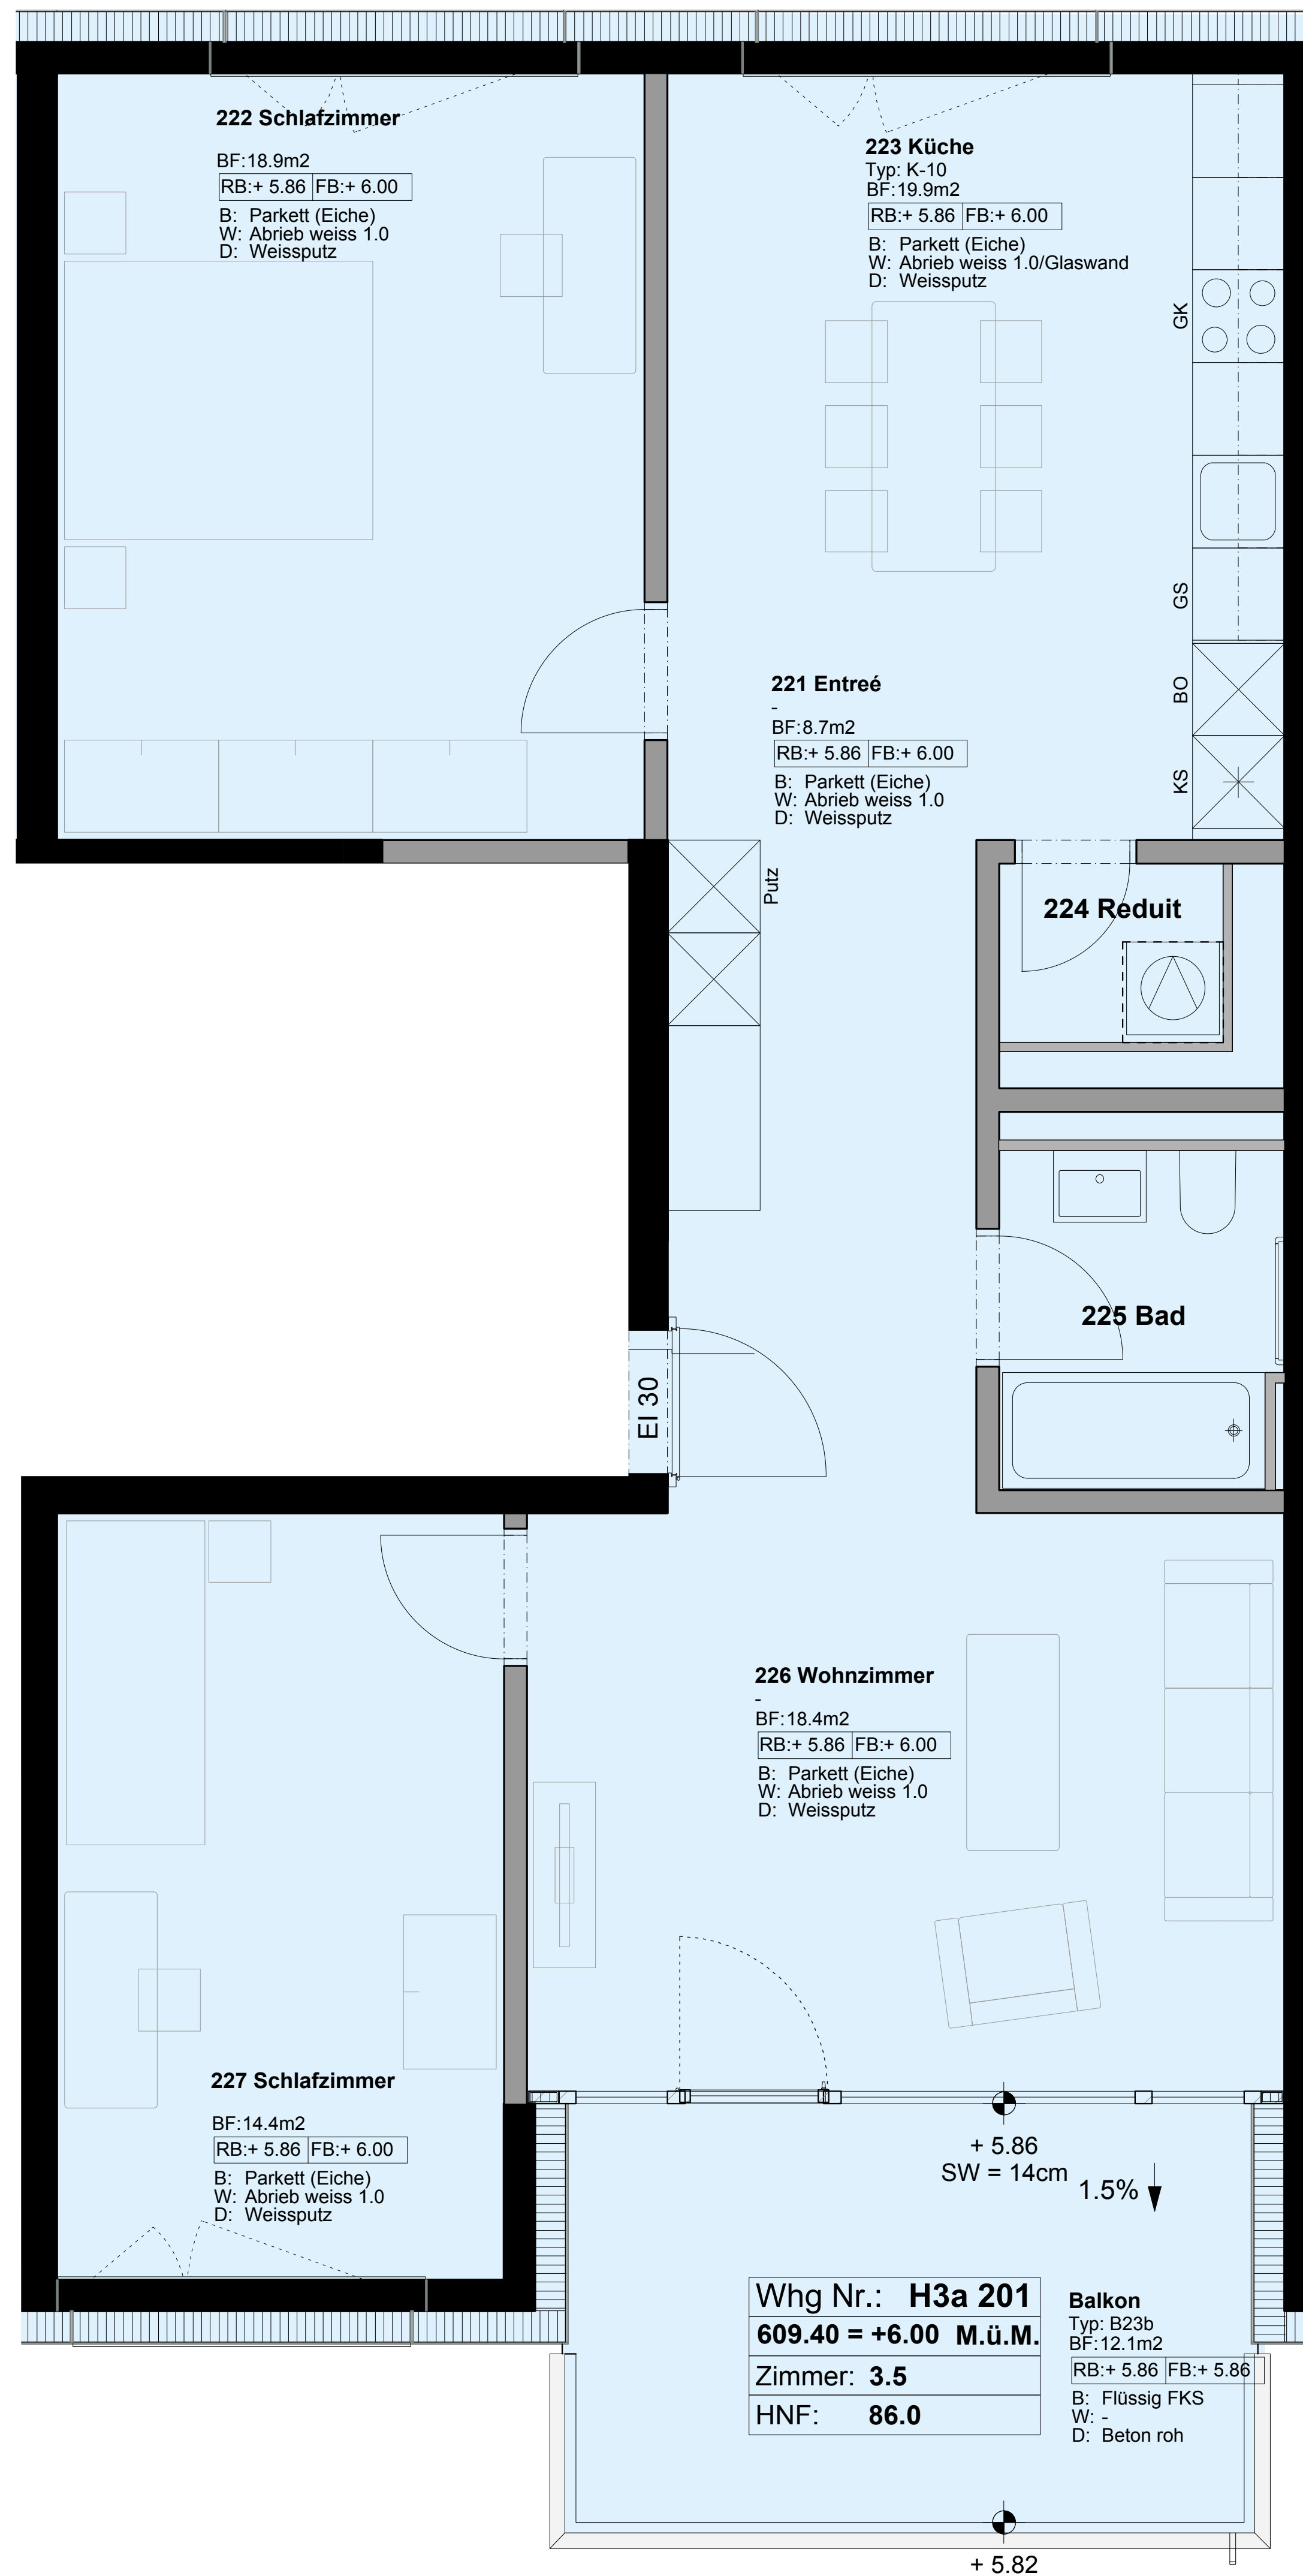 222 Schlafzimmer
BF:18.9m2
RB:+ 5.86 FB:+ 6.00
B: Parkett (Eiche)
W: Abrieb weiss 1.0
D: Weissputz
223 Küche
Typ: K-10
BF:19.9m2
RB:+ 5.86 FB:+ 6.00
B: Parkett (Eiche)
W: Abrieb weiss 1.0/Glaswand
D: Weissputz
GK
GS
BO
KS
221 Entreé
-
BF:8.7m2
RB:+ 5.86 FB:+ 6.00
B: Parkett (Eiche)
W: Abrieb weiss 1.0
D: Weissputz
Putz
224 Reduit
225 Bad
EI 30
226 Wohnzimmer
-
BF:18.4m2
RB:+ 5.86 FB:+ 6.00
B: Parkett (Eiche)
W: Abrieb weiss 1.0
D: Weissputz
227 Schlafzimmer
BF:14.4m2
RB:+ 5.86 FB:+ 6.00
B: Parkett (Eiche)
W: Abrieb weiss 1.0
D: Weissputz
+ 5.86
SW = 14cm
1.5%
Whg Nr.: H3a 201
609.40 = +6.00 M.ü.M.
Zimmer: 3.5
HNF: 86.0
Balkon
Typ: B23b
BF:12.1m2
RB:+ 5.86 FB:+ 5.86
B: Flüssig FKS
W: -
D: Beton roh
+ 5.82